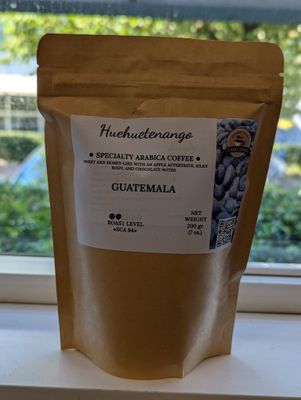 Huehuetenango
• SPECIALTY ARABICA COFFEE •
SWEET AND HONEY-LIKE WITH AN APPLE AFTERTASTE, SILKY
BODY, AND CHOCOLATE NOTES.
GUATEMALA
ROAST LEVEL
•SCA 84•
NET
WEIGHT
200 gr
(7 oz.)